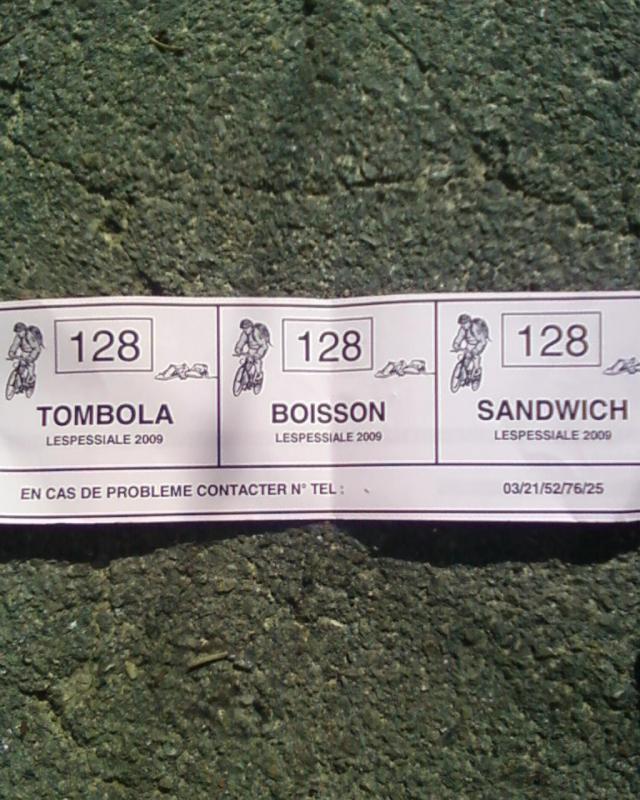 128
TOMBOLA
LESPESSIALE 2009
128
BOISSON
LESPESSIALE 2009
128
SANDWICH
LESPESSIALE 2009
EN CAS DE PROBLEME CONTACTER N° TEL : 03/21/52/76/25